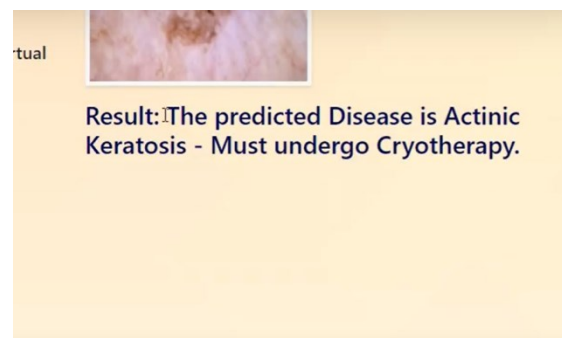 rtual
Result: The predicted Disease is Actinic
Keratosis - Must undergo Cryotherapy.